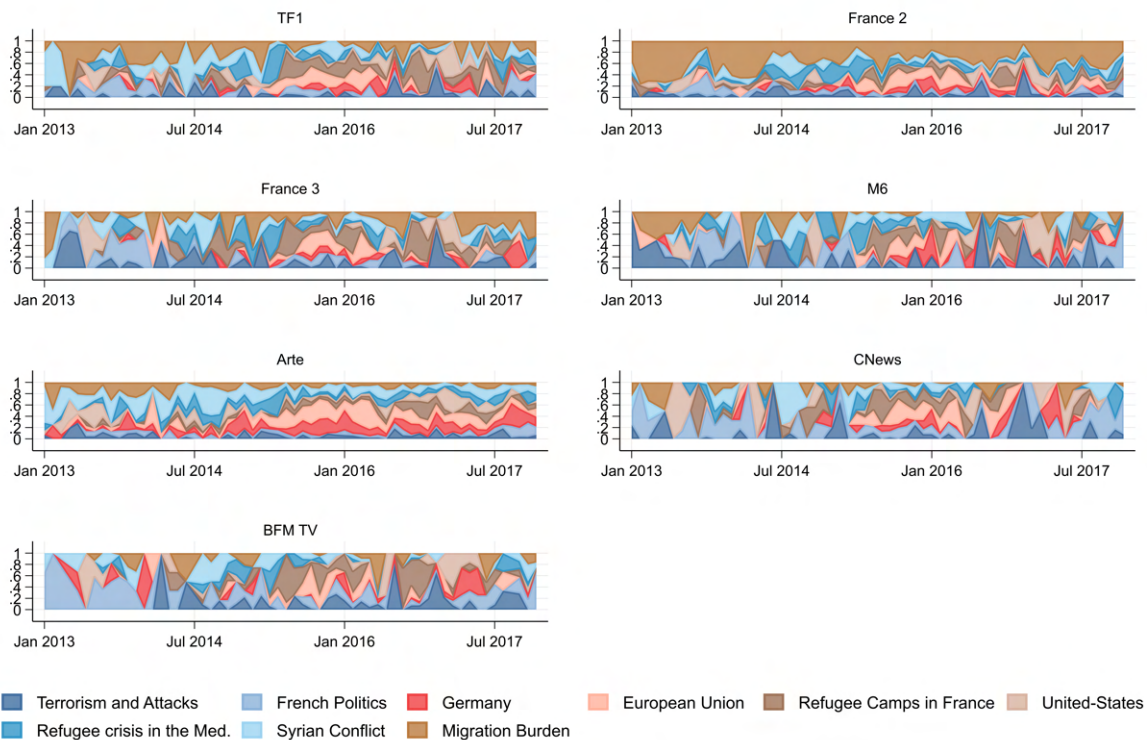 TF1
France 2
1
.8
.6
.4
.2
0
Jan 2013 Jul 2014 Jan 2016 Jul 2017
1
.8
.6
.4
.2
0
Jan 2013 Jul 2014 Jan 2016 Jul 2017
France 3
M6
1
.8
.6
.4
.2
0
Jan 2013 Jul 2014 Jan 2016 Jul 2017
1
.8
.6
.4
.2
0
Jan 2013 Jul 2014 Jan 2016 Jul 2017
Arte
CNews
1
.8
.6
.4
.2
0
Jan 2013 Jul 2014 Jan 2016 Jul 2017
1
.8
.6
.4
.2
0
Jan 2013 Jul 2014 Jan 2016 Jul 2017
BFM TV
1
.8
.6
.4
.2
0
Jan 2013 Jul 2014 Jan 2016 Jul 2017
Terrorism and Attacks French Politics Germany European Union Refugee Camps in France United-States
Refugee crisis in the Med. Syrian Conflict Migration Burden